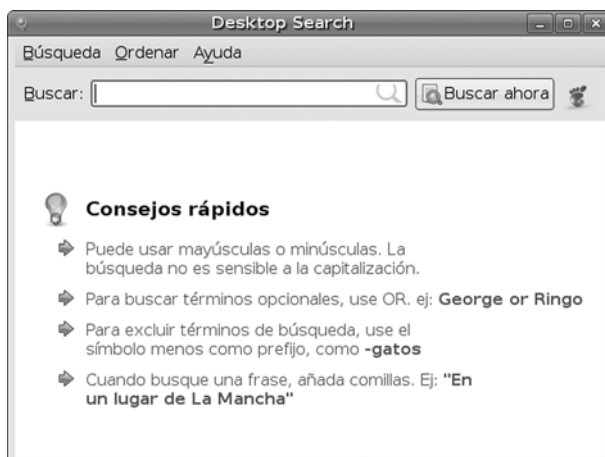 Desktop Search
Búsqueda Ordenar Ayuda
Buscar: Buscar ahora
Consejos rápidos
Puede usar mayúsculas o minúsculas. La
búsqueda no es sensible a la capitalización.
Para buscar términos opcionales, use OR. ej: George or Ringo
Para excluir términos de búsqueda, use el
símbolo menos como prefijo, como -gatos
Cuando busque una frase, añada comillas. Ej: "En
un lugar de La Mancha"